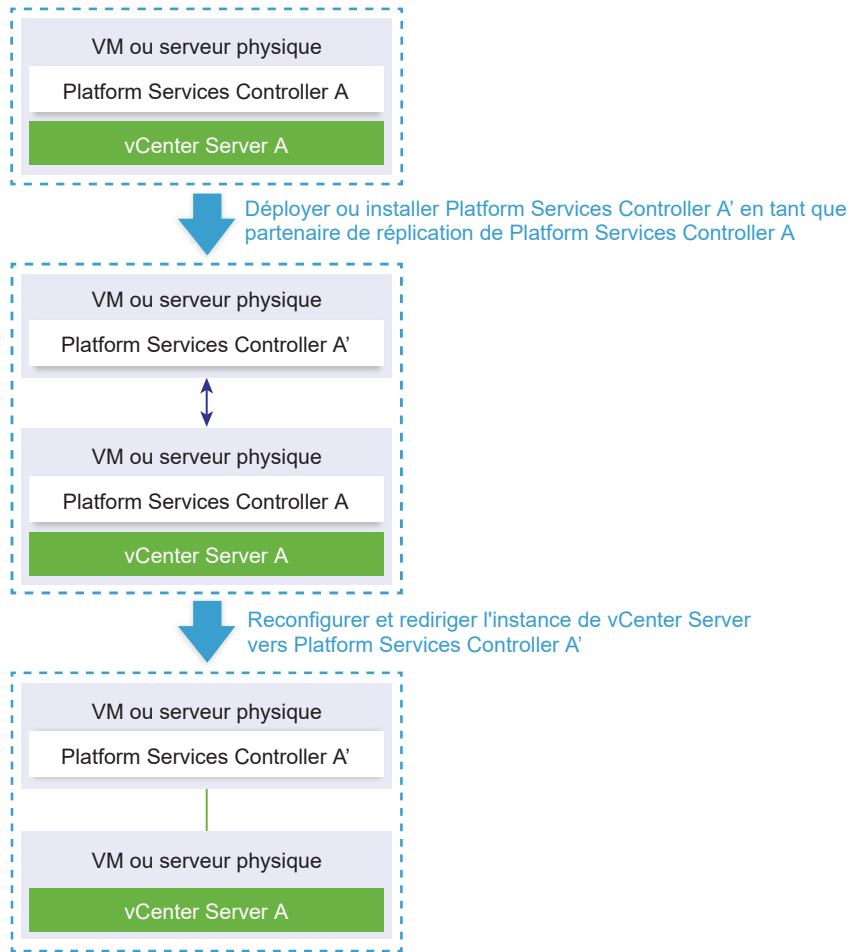 VM ou serveur physique
Platform Services Controller A
vCenter Server A
Déployer ou installer Platform Services Controller A’ en tant que
partenaire de réplication de Platform Services Controller A
VM ou serveur physique
Platform Services Controller A’
VM ou serveur physique
Platform Services Controller A
vCenter Server A
Reconfigurer et rediriger l'instance de vCenter Server
vers Platform Services Controller A’
VM ou serveur physique
Platform Services Controller A’
VM ou serveur physique
vCenter Server A